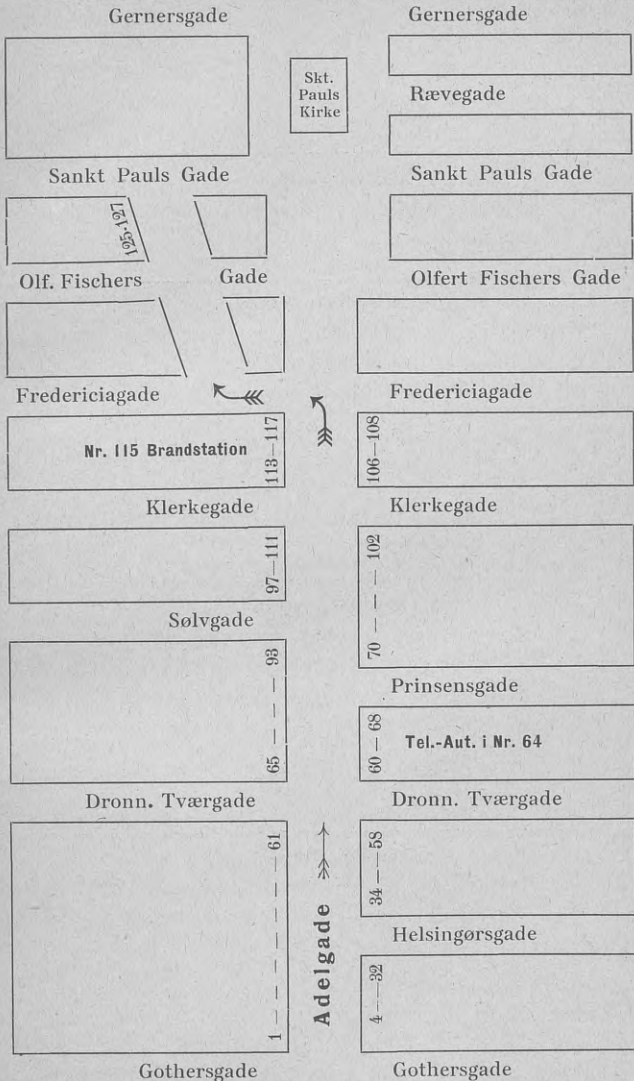 Gernersgade
Gernersgade
Skt.
Pauls
Kirke
Rævegade
Sankt Pauls Gade
Sankt Pauls Gade
125-127
Olf. Fischers Gade
Olfert Fischers Gade
Fredericiagade
Fredericiagade
Nr. 115 Brandstation
113—117
106—108
Klerkegade
Klerkegade
97—111
70 — — — 102
Sølvgade
65 — — — 93
Prinsensgade
60 — 68
Tel.-Aut. i Nr. 64
Dronn. Tværgade
Dronn. Tværgade
1 — — — — — — — 61
Adelgade
34 — — 58
Helsingørsgade
4 — — 32
Gothersgade
Gothersgade